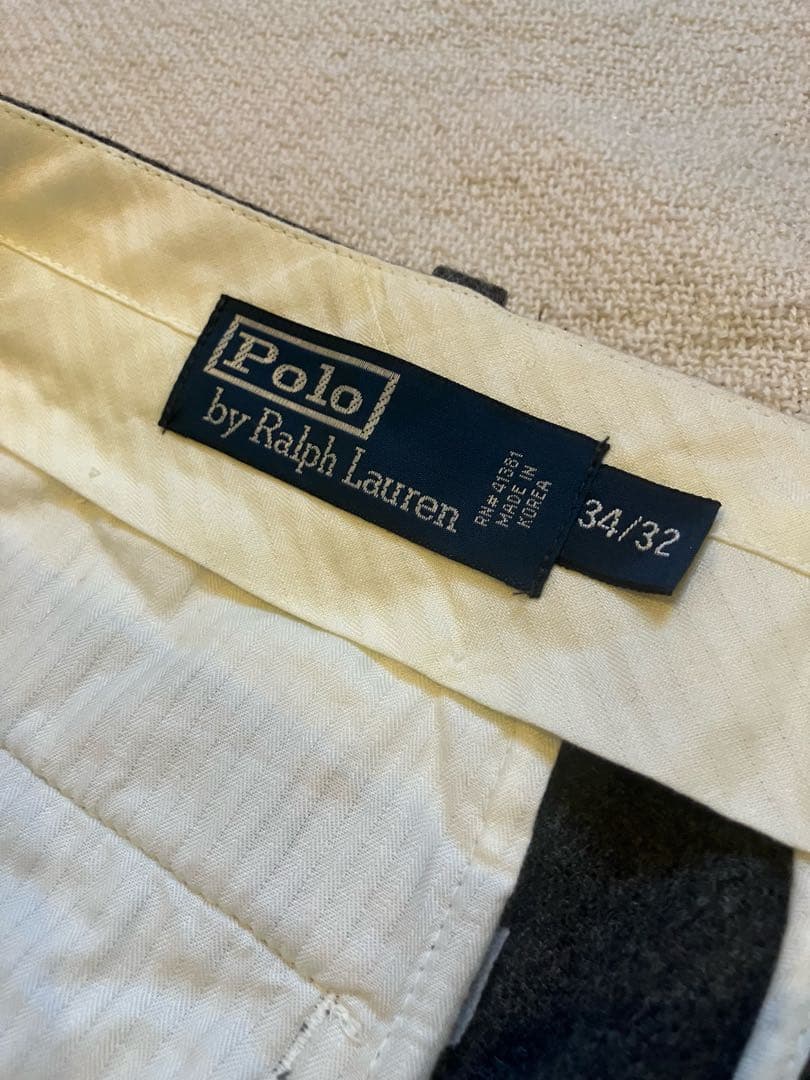 Polo
by Ralph Lauren
RN# 41381
MADE IN
KOREA
34/32